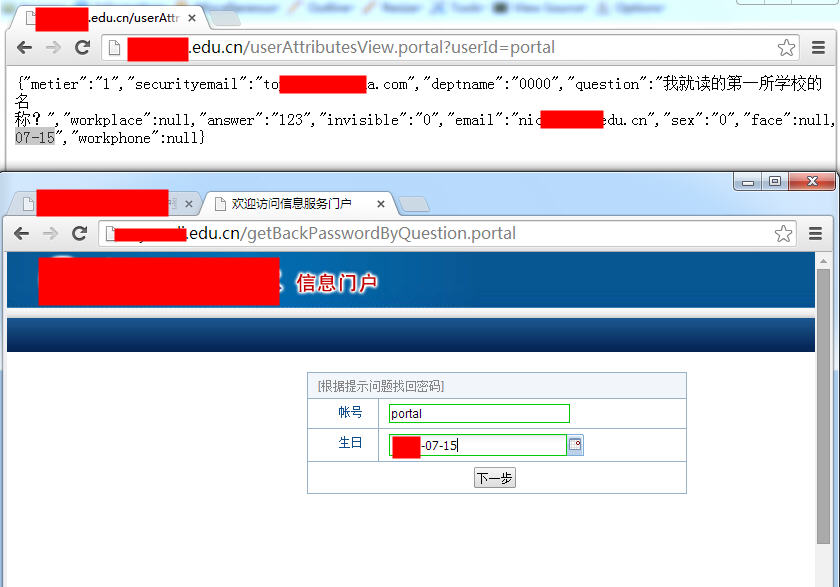 .edu.cn/userAttr
.edu.cn/userAttributesView.portal?userId=portal
{"metier":"1","securityemail":"to a.com","deptname":"0000","question":"我就读的第一所学校的
名
称? ","workplace":null,"answer":"123","invisible":"0","email":"nic edu.cn","sex":"0","face":null,
07-15","workphone":null}
欢迎访问信息服务门户
.edu.cn/getBackPasswordByQuestion.portal
信息门户
[根据提示问题找回密码]
帐号 portal
生日 -07-15
下一步